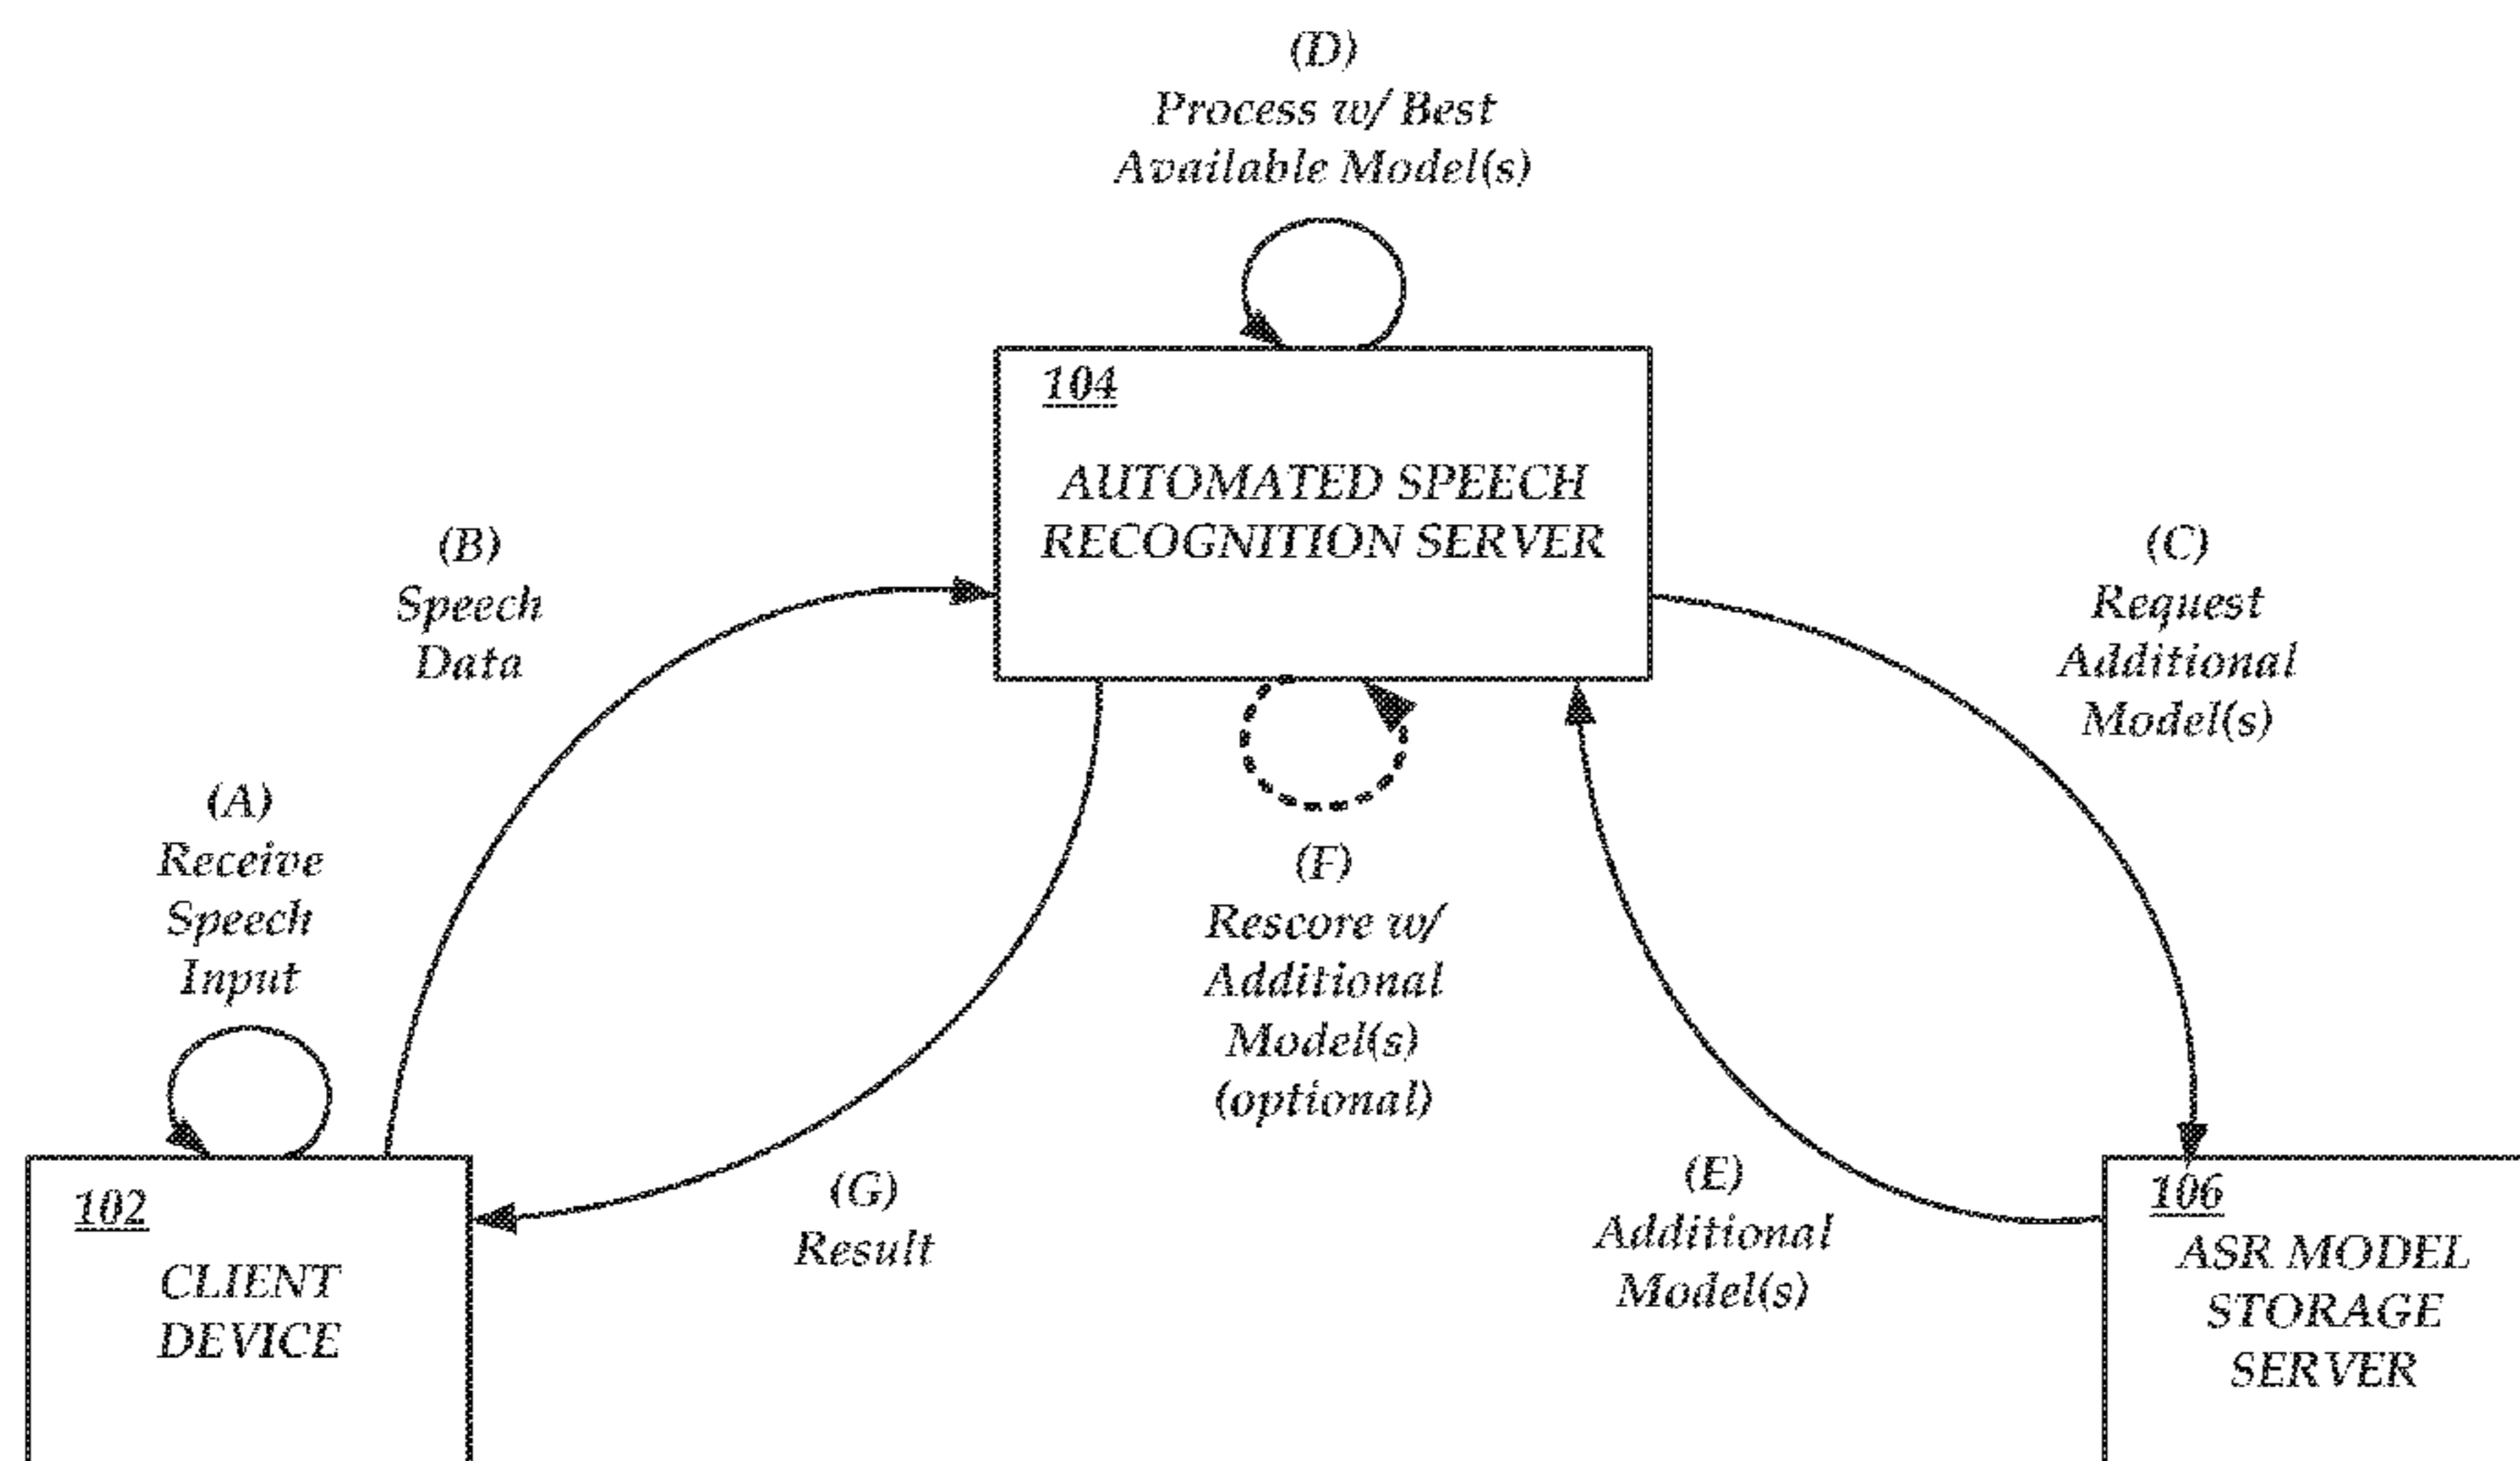 (D)
Process w/ Best
Available Model(s)
104
AUTOMATED SPEECH
RECOGNITION SERVER
(B)
Speech
Data
(C)
Request
Additional
Model(s)
(A)
Receive
Speech
Input
(F)
Rescore w/
Additional
Model(s)
(optional)
(G)
Result
(E)
Additional
Model(s)
102
CLIENT
DEVICE
106
ASR MODEL
STORAGE
SERVER